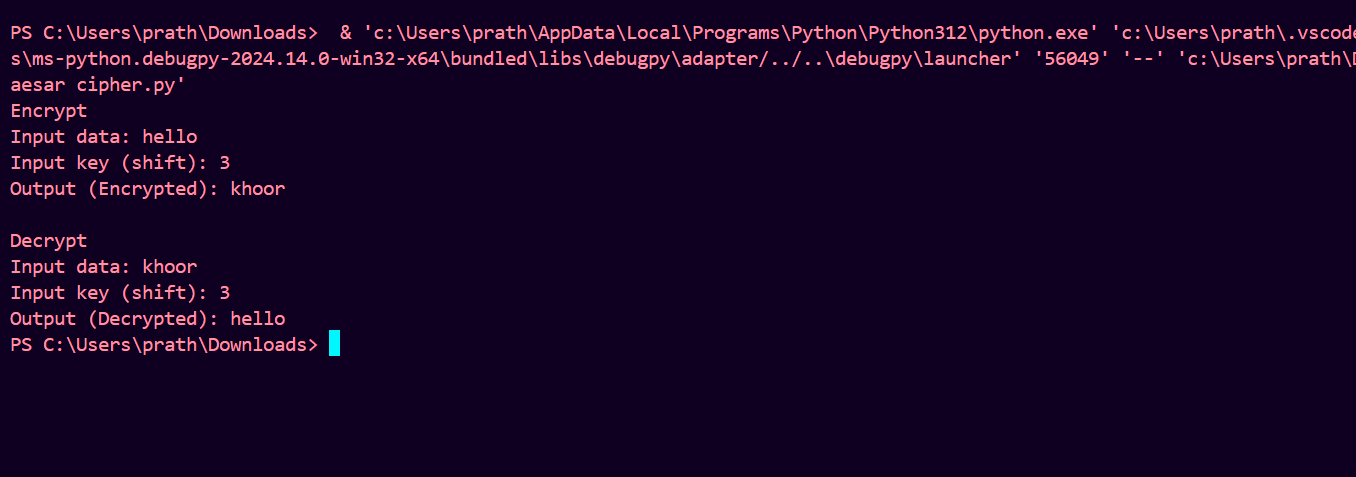 PS C:\Users\prath\Downloads>  & 'c:\Users\prath\AppData\Local\Programs\Python\Python312\python.exe' 'c:\Users\prath\.vscode
s\ms-python.debugpy-2024.14.0-win32-x64\bundled\libs\debugpy\adapter/../..\debugpy\launcher' '56049' '--' 'c:\Users\prath\D
aesar cipher.py'
Encrypt
Input data: hello
Input key (shift): 3
Output (Encrypted): khoor
Decrypt
Input data: khoor
Input key (shift): 3
Output (Decrypted): hello
PS C:\Users\prath\Downloads>